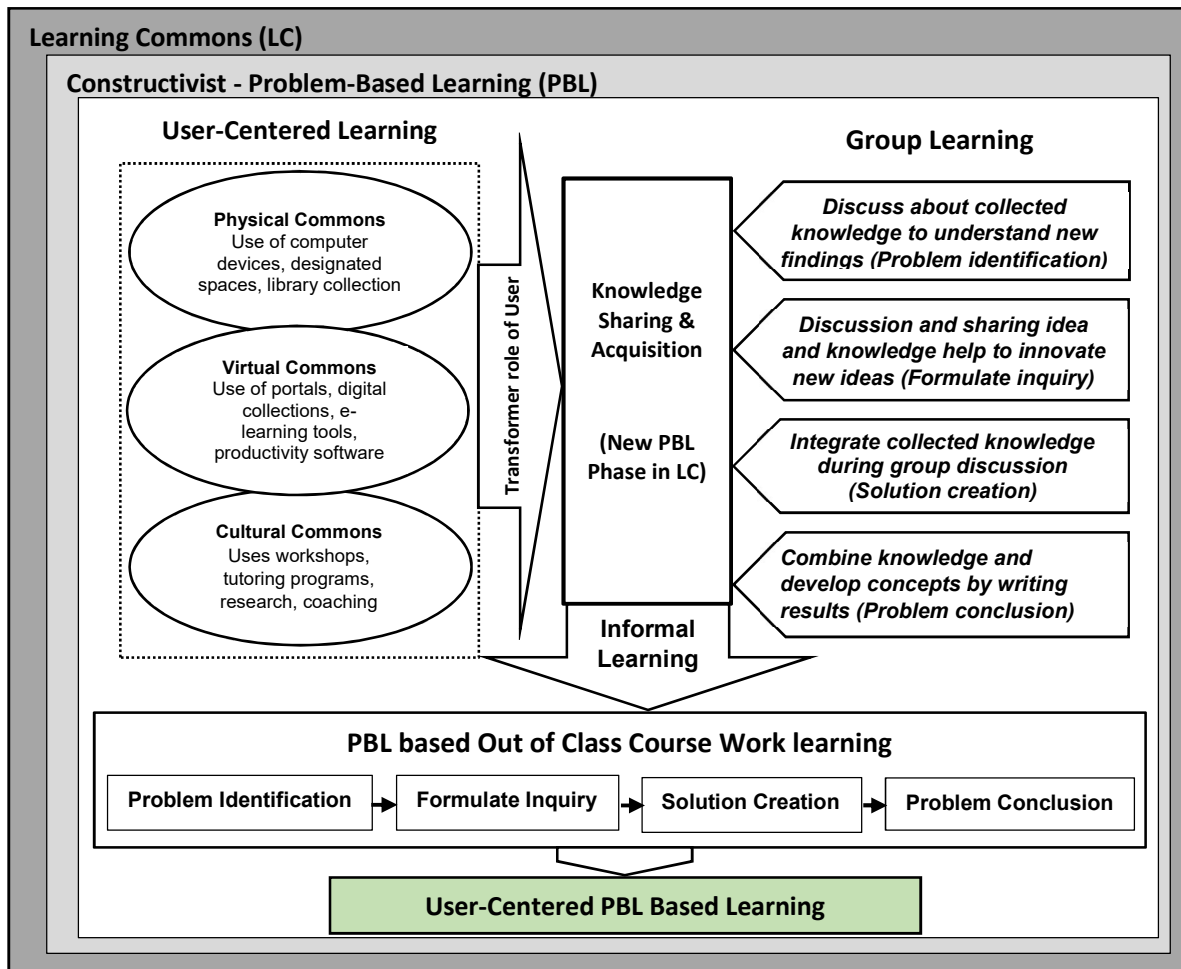 Learning Commons (LC)
Constructivist - Problem-Based Learning (PBL)
User-Centered Learning
Physical Commons
Use of computer
devices, designated
spaces, library collection
Virtual Commons
Use of portals, digital
collections, e-
learning tools,
productivity software
Cultural Commons
Uses workshops,
tutoring programs,
research, coaching
Transformer role of User
Knowledge
Sharing &
Acquisition
(New PBL
Phase in LC)
Group Learning
Discuss about collected
knowledge to understand new
findings (Problem identification)
Discussion and sharing idea
and knowledge help to innovate
new ideas (Formulate inquiry)
Integrate collected knowledge
during group discussion
(Solution creation)
Combine knowledge and
develop concepts by writing
results (Problem conclusion)
Informal
Learning
PBL based Out of Class Course Work learning
Problem Identification
Formulate Inquiry
Solution Creation
Problem Conclusion
User-Centered PBL Based Learning